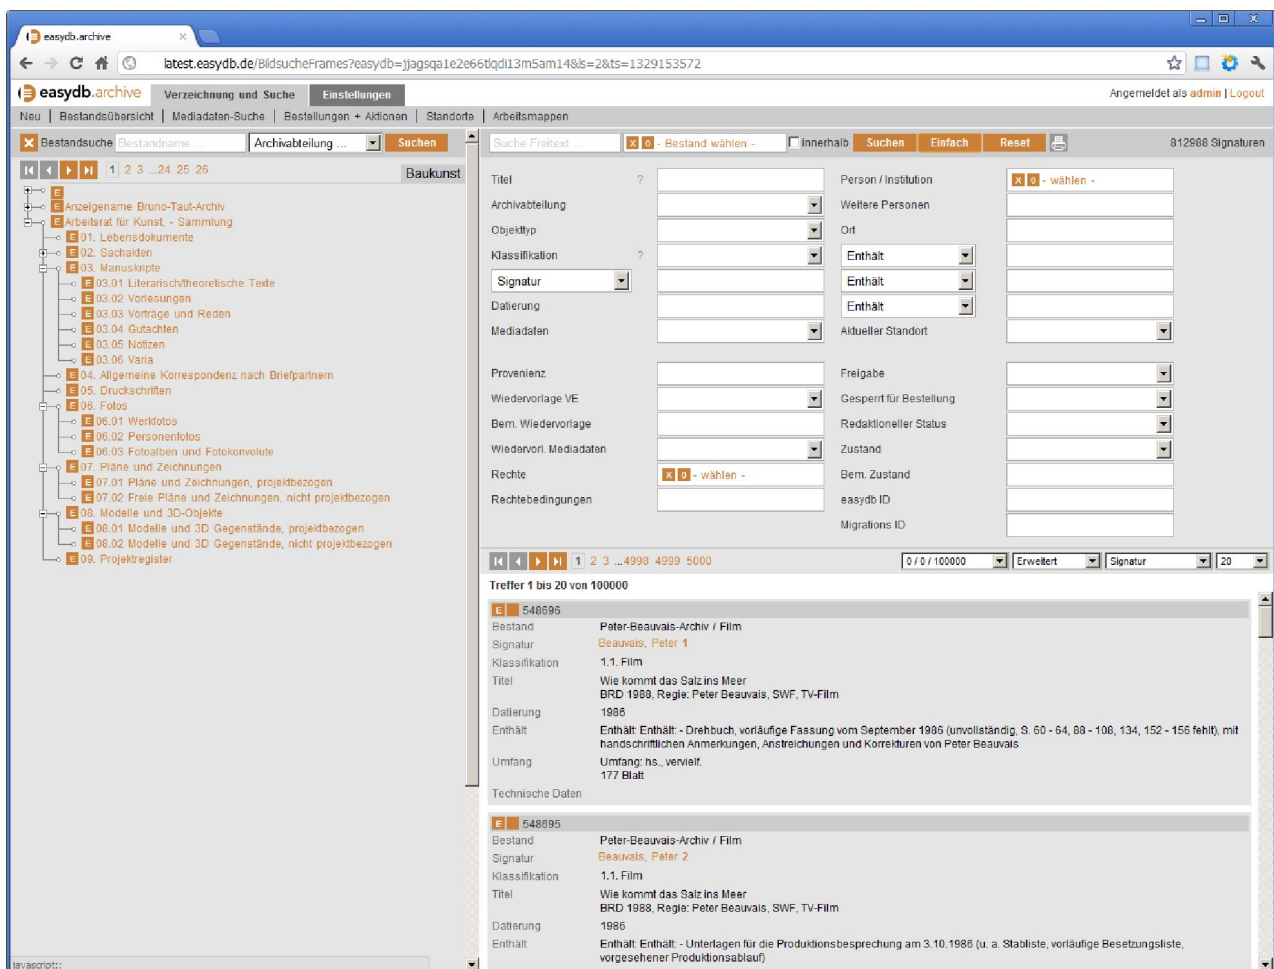 easydb.archive
latest.easydb.de/BildsucheFrames?easydb=jjagsqa1e2e66tlqdi13m5am14&ls=2&ts=1329153572
easydb.archive Verzeichnung und Suche Einstellungen Angemeldet als admin | Logout
Neu | Bestandsübersicht | Mediadaten-Suche | Bestellungen + Aktionen | Standorte | Arbeitsmappen
X Bestandsuche Bestandname ... Archivabteilung ... Suchen
1 2 3 ...24 25 26 Baukunst
E
E Anzeigename Bruno-Taut-Archiv
E Arbeitsrat für Kunst, - Sammlung
E 01. Lebensdokumente
E 02. Sachakten
E 03. Manuskripte
E 03.01 Literarisch/theoretische Texte
E 03.02 Vorlesungen
E 03.03 Vorträge und Reden
E 03.04 Gutachten
E 03.05 Notizen
E 03.06 Varia
E 04. Allgemeine Korrespondenz nach Briefpartnern
E 05. Druckschriften
E 06. Fotos
E 06.01 Werkfotos
E 06.02 Personenfotos
E 06.03 Fotoalben und Fotokonvolute
E 07. Pläne und Zeichnungen
E 07.01 Pläne und Zeichnungen, projektbezogen
E 07.02 Freie Pläne und Zeichnungen, nicht projektbezogen
E 08. Modelle und 3D-Objekte
E 08.01 Modelle und 3D Gegenstände, projektbezogen
E 08.02 Modelle und 3D Gegenstände, nicht projektbezogen
E 09. Projektregister
javascript:;
Suche Freitext ... X 0 - Bestand wählen - innerhalb Suchen Einfach Reset 812988 Signaturen
Titel ? Person / Institution X 0 - wählen -
Archivabteilung Weitere Personen
Objekttyp Ort
Klassifikation ? Enthält
Signatur Enthält
Datierung Enthält
Mediadaten Aktueller Standort
Provenienz Freigabe
Wiedervorlage VE Gesperrt für Bestellung
Bem. Wiedervorlage Redaktioneller Status
Wiedervorl. Mediadaten Zustand
Rechte X 0 - wählen - Bem. Zustand
Rechtebedingungen easydb ID
Migrations ID
1 2 3 ...4998 4999 5000 0 / 0 / 100000 Erweitert Signatur 20
Treffer 1 bis 20 von 100000
E 548696
Bestand Peter-Beauvais-Archiv / Film
Signatur Beauvais, Peter 1
Klassifikation 1.1. Film
Titel Wie kommt das Salz ins Meer
BRD 1988, Regie: Peter Beauvais, SWF, TV-Film
Datierung 1986
Enthält Enthält: Enthält: - Drehbuch, vorläufige Fassung vom September 1986 (unvollständig, S. 60 - 64, 88 - 108, 134, 152 - 156 fehlt), mit
handschriftlichen Anmerkungen, Anstreichungen und Korrekturen von Peter Beauvais
Umfang Umfang: hs., vervielf.
177 Blatt
Technische Daten
E 548695
Bestand Peter-Beauvais-Archiv / Film
Signatur Beauvais, Peter 2
Klassifikation 1.1. Film
Titel Wie kommt das Salz ins Meer
BRD 1988, Regie: Peter Beauvais, SWF, TV-Film
Datierung 1986
Enthält Enthält: Enthält: - Unterlagen für die Produktionsbesprechung am 3.10.1986 (u. a. Stabliste, vorläufige Besetzungsliste,
vorgesehener Produktionsablauf)